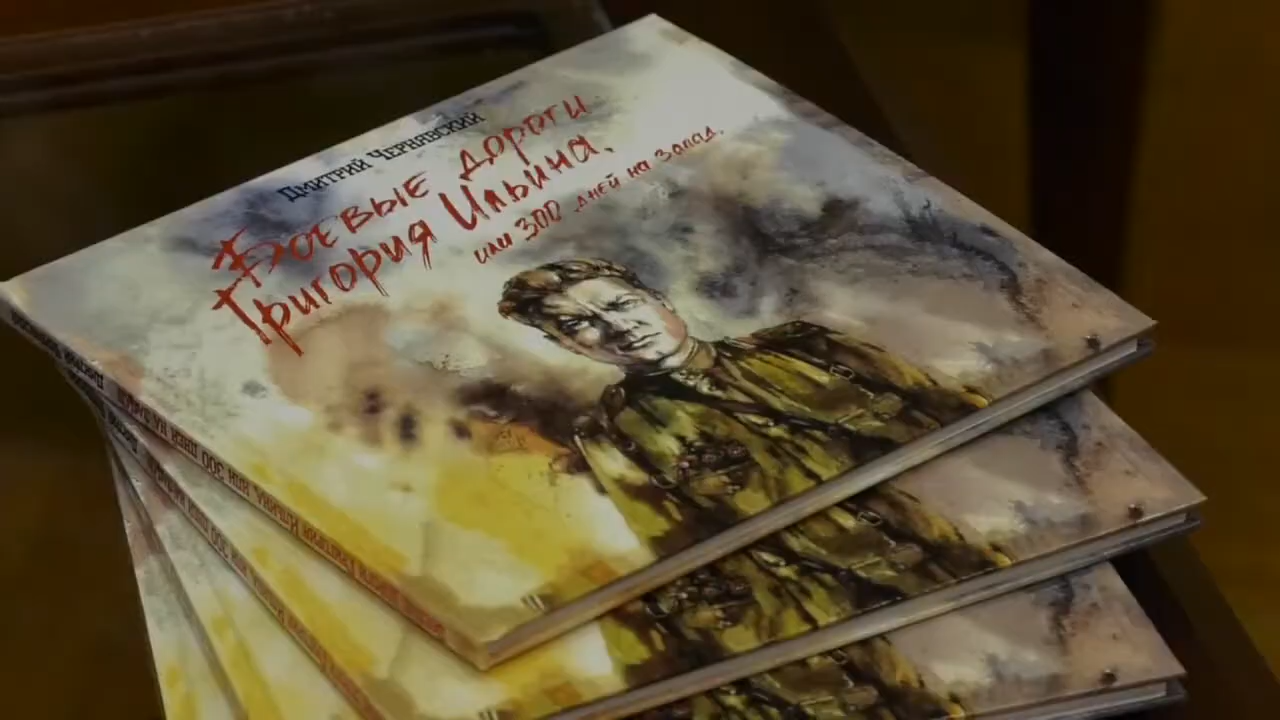 Дмитрий Чернявский
Боевые дороги
Григория Ильина,
или 300 дней на запад.